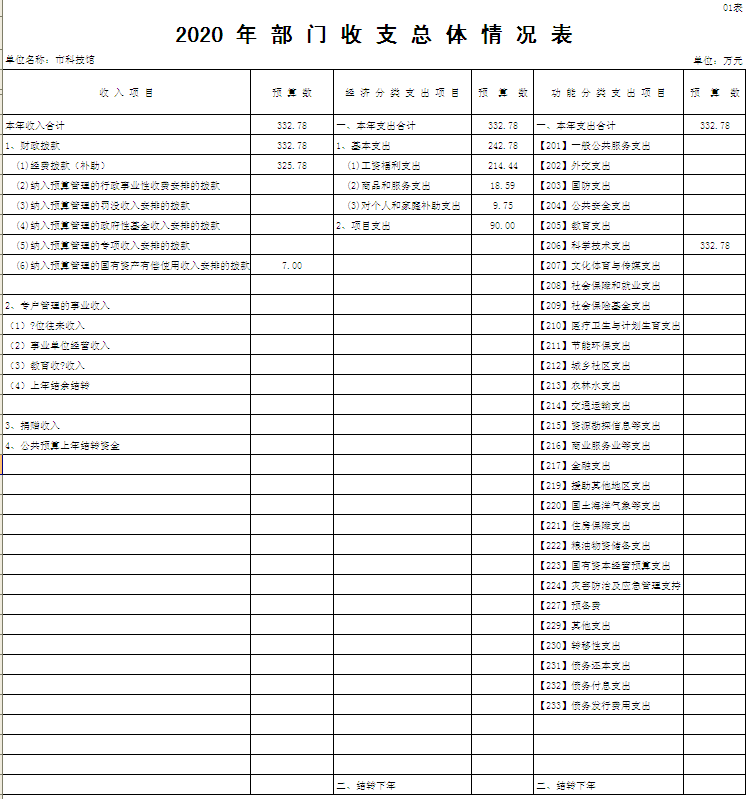 01表
2020 年 部 门 收 支 总 体 情 况 表
单位名称：市科技馆 单位：万元
收 入 项 目 预 算 数 经 济 分 类 支 出 项 目 预 算 数 功 能 分 类 支 出 项 目 预 算 数
本年收入合计 332.78 一、本年支出合计 332.78 一、本年支出合计 332.78
1、财政拨款 332.78 1、基本支出 242.78 【201】一般公共服务支出
(1)经费拨款（补助） 325.78 (1)工资福利支出 214.44 【202】外交支出
(2)纳入预算管理的行政事业性收费安排的拨款 (2)商品和服务支出 18.59 【203】国防支出
(3)纳入预算管理的罚没收入安排的拨款 (3)对个人和家庭补助支出 9.75 【204】公共安全支出
(4)纳入预算管理的政府性基金收入安排的拨款 2、项目支出 90.00 【205】教育支出
(5)纳入预算管理的专项收入安排的拨款 【206】科学技术支出 332.78
(6)纳入预算管理的国有资产有偿使用收入安排的拨款 7.00 【207】文化体育与传媒支出
【208】社会保障和就业支出
2、专户管理的事业收入 【209】社会保险基金支出
（1）?位往来收入 【210】医疗卫生与计划生育支出
（2）事业单位经营收入 【211】节能环保支出
（3）教育收?收入 【212】城乡社区支出
（4）上年结余结转 【213】农林水支出
【214】交通运输支出
3、捐赠收入 【215】资源勘探信息等支出
4、公共预算上年结转资金 【216】商业服务业等支出
【217】金融支出
【219】援助其他地区支出
【220】国土海洋气象等支出
【221】住房保障支出
【222】粮油物资储备支出
【223】国有资本经营预算支出
【224】灾害防治及应急管理支持
【227】预备费
【229】其他支出
【230】转移性支出
【231】债务还本支出
【232】债务付息支出
【233】债务发行费用支出
二、结转下年 二、结转下年